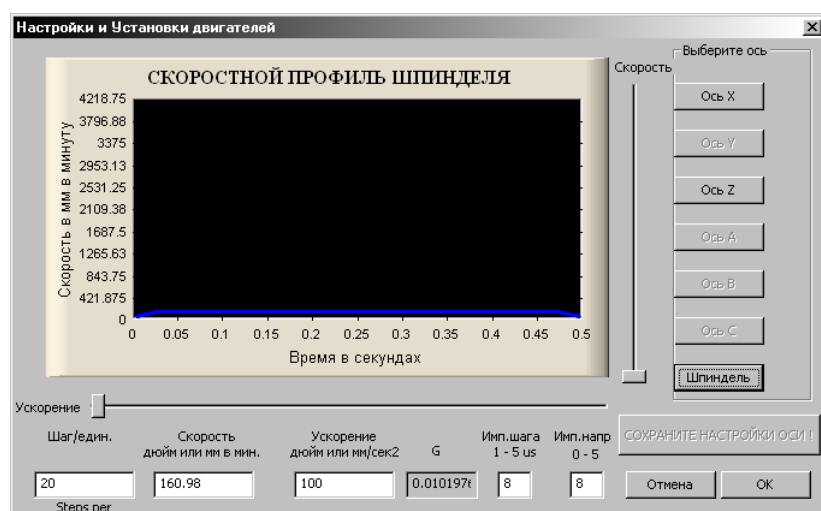 Настройки и Установки двигателей
Выберите ось
СКОРОСТНОЙ ПРОФИЛЬ ШПИНДЕЛЯ
Скорость
Скорость в мм в минуту
4218.75
3796.88
3375
2953.13
2531.25
2109.38
1687.5
1265.63
843.75
421.875
0
0 0.05 0.1 0.15 0.2 0.25 0.3 0.35 0.4 0.45 0.5
Время в секундах
Ось X
Ось Y
Ось Z
Ось A
Ось B
Ось C
Шпиндель
Ускорение
Шаг/един.
Скорость
дюйм или мм в мин.
Ускорение
дюйм или мм/сек2
G
Имп.шага
1 - 5 us
Имп.напр
0 - 5
СОХРАНИТЕ НАСТРОЙКИ ОСИ !
20 160.98 100 0.010197 8 8
Отмена OK
Steps per